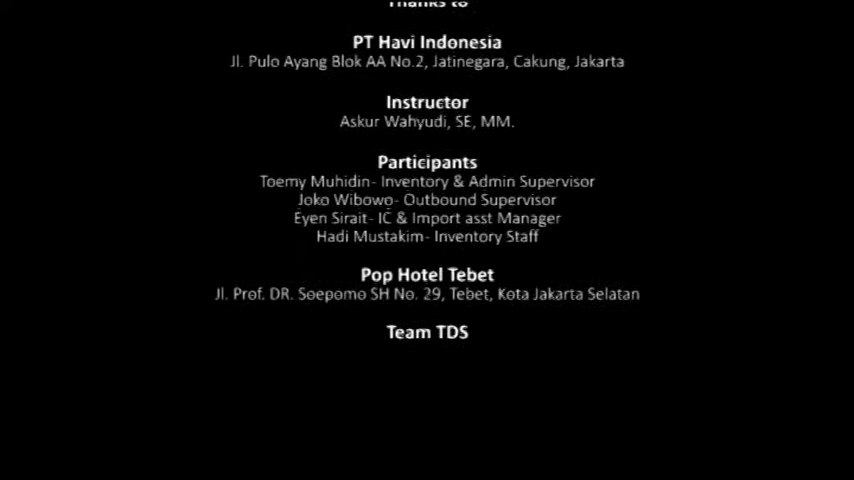 Thanks to
PT Havi Indonesia
Jl. Pulo Ayang Blok AA No.2, Jatinegara, Cakung, Jakarta
Instructor
Askur Wahyudi, SE, MM.
Participants
Toemy Muhidin- Inventory & Admin Supervisor
Joko Wibowo- Outbound Supervisor
Eyen Sirait- IC & Import asst Manager
Hadi Mustakim- Inventory Staff
Pop Hotel Tebet
Jl. Prof. DR. Soepomo SH No. 29, Tebet, Kota Jakarta Selatan
Team TDS